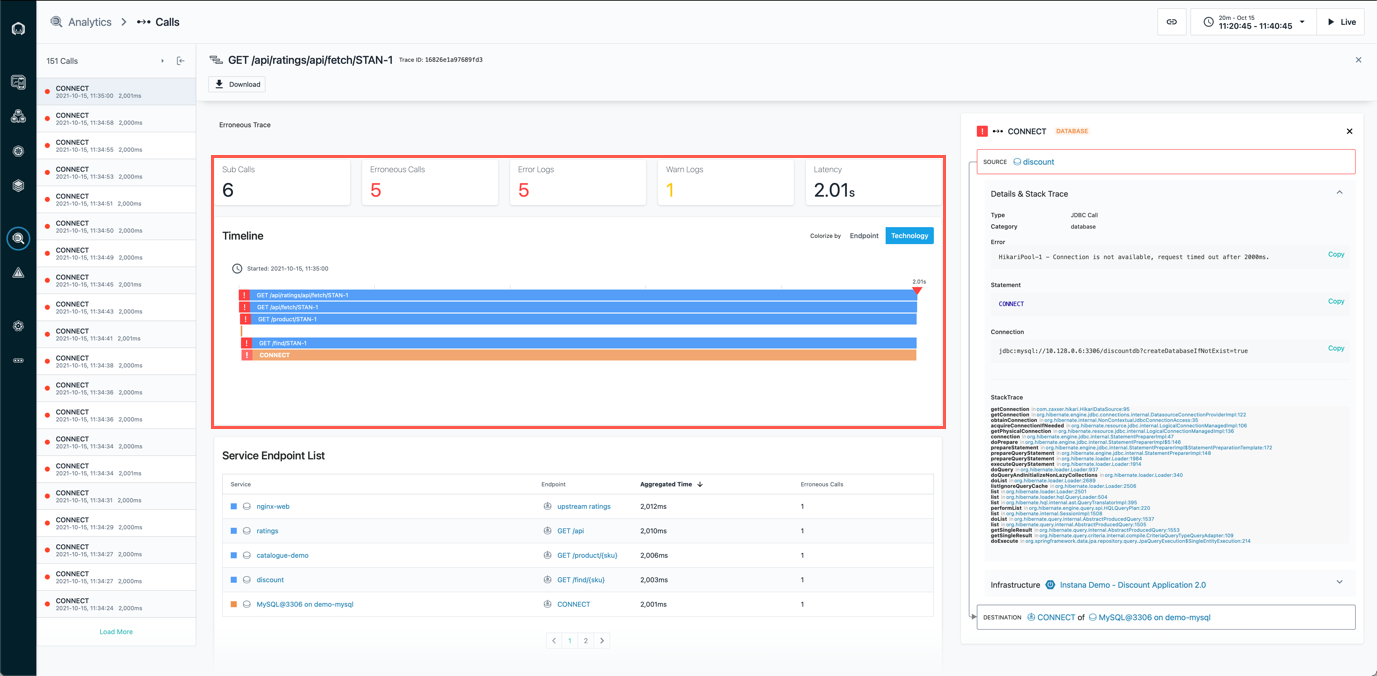 Analytics > Calls
20m - Oct 15
11:20:45 - 11:40:45
Live
151 Calls
CONNECT
2021-10-15, 11:35:00 2,001ms
CONNECT
2021-10-15, 11:34:58 2,000ms
CONNECT
2021-10-15, 11:34:55 2,000ms
CONNECT
2021-10-15, 11:34:53 2,000ms
CONNECT
2021-10-15, 11:34:51 2,000ms
CONNECT
2021-10-15, 11:34:50 2,000ms
CONNECT
2021-10-15, 11:34:49 2,000ms
CONNECT
2021-10-15, 11:34:45 2,001ms
CONNECT
2021-10-15, 11:34:43 2,000ms
CONNECT
2021-10-15, 11:34:41 2,001ms
CONNECT
2021-10-15, 11:34:38 2,000ms
CONNECT
2021-10-15, 11:34:36 2,000ms
CONNECT
2021-10-15, 11:34:36 2,000ms
CONNECT
2021-10-15, 11:34:34 2,000ms
CONNECT
2021-10-15, 11:34:34 2,001ms
CONNECT
2021-10-15, 11:34:31 2,000ms
CONNECT
2021-10-15, 11:34:29 2,000ms
CONNECT
2021-10-15, 11:34:27 2,000ms
CONNECT
2021-10-15, 11:34:27 2,001ms
CONNECT
2021-10-15, 11:34:24 2,000ms
Load More
GET /api/ratings/api/fetch/STAN-1 Trace ID: 16826e1a97689fd3
Download
Erroneous Trace
Sub Calls
6
Erroneous Calls
5
Error Logs
5
Warn Logs
1
Latency
2.01s
Timeline
Colorize by Endpoint Technology
Started: 2021-10-15, 11:35:00
2.01s
! GET /api/ratings/api/fetch/STAN-1
! GET /api/fetch/STAN-1
! GET /product/STAN-1
! GET /find/STAN-1
! CONNECT
Service Endpoint List
Service Endpoint Aggregated Time Erroneous Calls
nginx-web upstream ratings 2,012ms 1
ratings GET /api 2,010ms 1
catalogue-demo GET /product/{sku} 2,006ms 1
discount GET /find/{sku} 2,003ms 1
MySQL@3306 on demo-mysql CONNECT 2,001ms 1
1 2
! CONNECT DATABASE
SOURCE discount
Details & Stack Trace
Type JDBC Call
Category database
Error
HikariPool-1 - Connection is not available, request timed out after 2000ms.
Copy
Statement
CONNECT
Copy
Connection
jdbc:mysql://10.128.0.6:3306/discountdb?createDatabaseIfNotExist=true
Copy
StackTrace
getConnection in com.zaxxer.hikari.HikariDataSource:95
getConnection in org.hibernate.engine.jdbc.connections.internal.DatasourceConnectionProviderImpl:122
obtainConnection in org.hibernate.internal.NonContextualJdbcConnectionAccess:35
acquireConnectionIfNeeded in org.hibernate.resource.jdbc.internal.LogicalConnectionManagedImpl:106
getPhysicalConnection in org.hibernate.resource.jdbc.internal.LogicalConnectionManagedImpl:136
connection in org.hibernate.engine.jdbc.internal.StatementPreparerImpl:47
doPrepare in org.hibernate.engine.jdbc.internal.StatementPreparerImpl$5:146
prepareStatement in org.hibernate.engine.jdbc.internal.StatementPreparerImpl$StatementPreparationTemplate:172
prepareQueryStatement in org.hibernate.engine.jdbc.internal.StatementPreparerImpl:148
prepareQueryStatement in org.hibernate.loader.Loader:1984
executeQueryStatement in org.hibernate.loader.Loader:1914
doQuery in org.hibernate.loader.Loader:937
doQueryAndInitializeNonLazyCollections in org.hibernate.loader.Loader:340
doList in org.hibernate.loader.Loader:2689
listIgnoreQueryCache in org.hibernate.loader.Loader:2506
list in org.hibernate.loader.Loader:2501
list in org.hibernate.loader.hql.QueryLoader:504
list in org.hibernate.hql.internal.ast.QueryTranslatorImpl:395
performList in org.hibernate.engine.query.spi.HQLQueryPlan:220
list in org.hibernate.internal.SessionImpl:1508
doList in org.hibernate.query.internal.AbstractProducedQuery:1537
list in org.hibernate.query.internal.AbstractProducedQuery:1505
getSingleResult in org.hibernate.query.internal.AbstractProducedQuery:1553
getSingleResult in org.hibernate.query.criteria.internal.compile.CriteriaQueryTypeQueryAdapter:109
doExecute in org.springframework.data.jpa.repository.query.JpaQueryExecution$SingleEntityExecution:214
Infrastructure Instana Demo - Discount Application 2.0
DESTINATION CONNECT of MySQL@3306 on demo-mysql